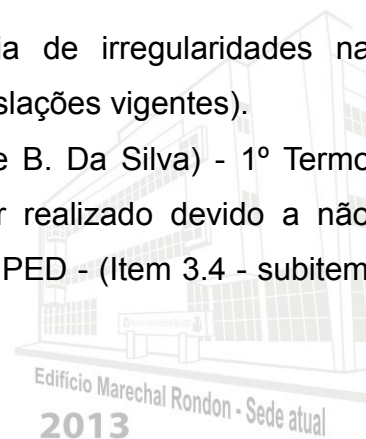 ia de irregularidades na
slações vigentes).
e B. Da Silva) - 1º Termo
r realizado devido a não
PED - (Item 3.4 - subitem
Edifício Marechal Rondon - Sede atual
2013